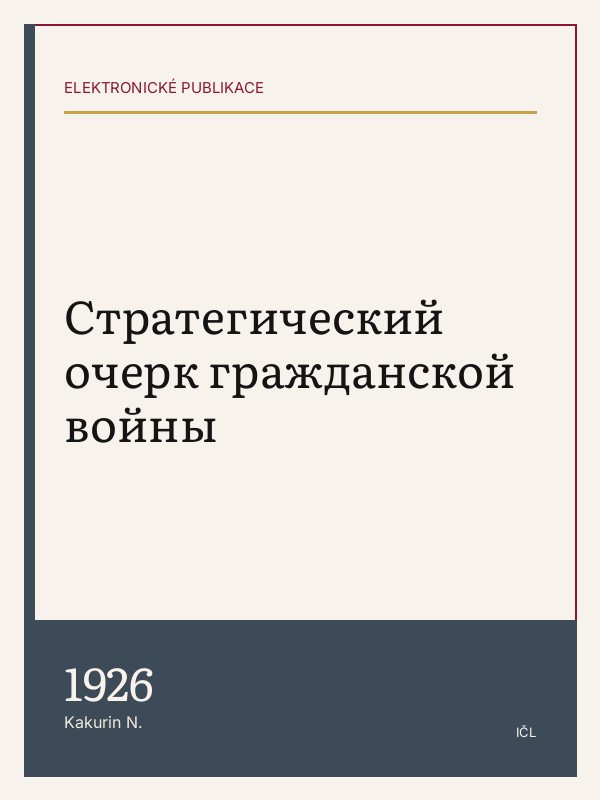 ELEKTRONICKÉ PUBLIKACE
Стратегический
очерк гражданской
войны
1926
Kakurin N.
IČL